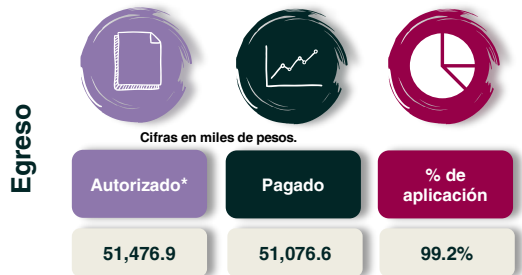 Egreso
Cifras en miles de pesos.
Autorizado*
Pagado
% de
aplicación
51,476.9
51,076.6
99.2%